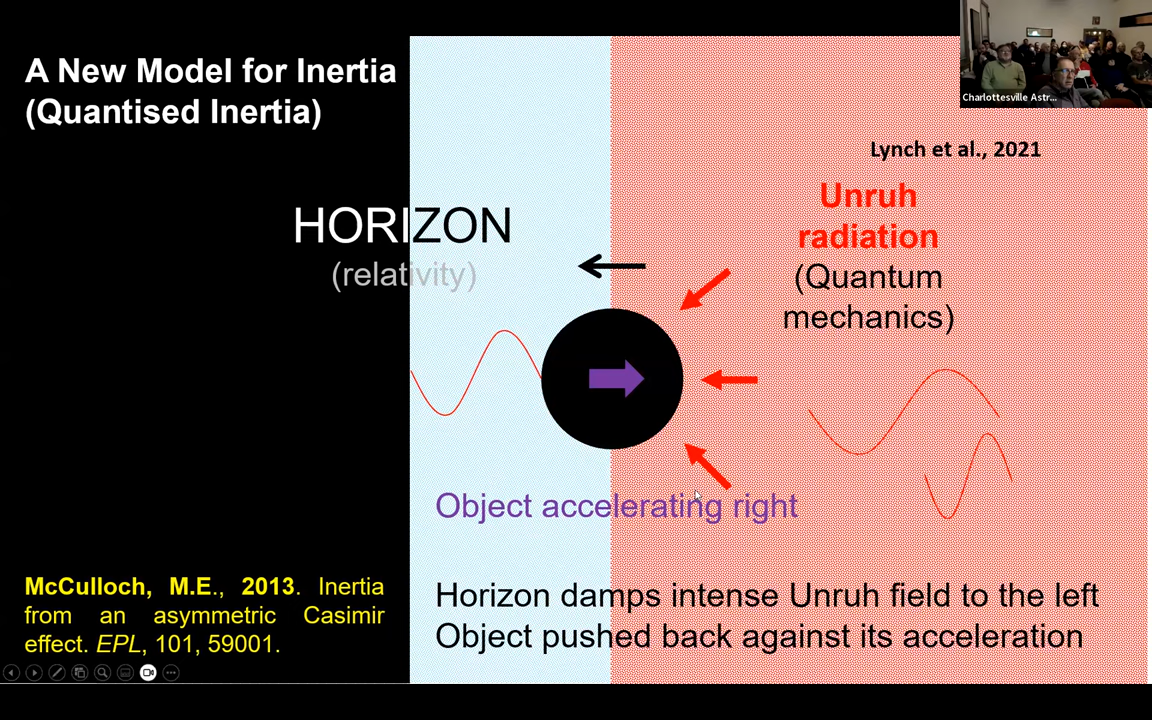 A New Model for Inertia
(Quantised Inertia)
Charlottesville Astr...
Lynch et al., 2021
HORIZON
(relativity)
Unruh
radiation
(Quantum
mechanics)
Object accelerating right
McCulloch, M.E., 2013. Inertia
from an asymmetric Casimir
effect. EPL, 101, 59001.
Horizon damps intense Unruh field to the left
Object pushed back against its acceleration